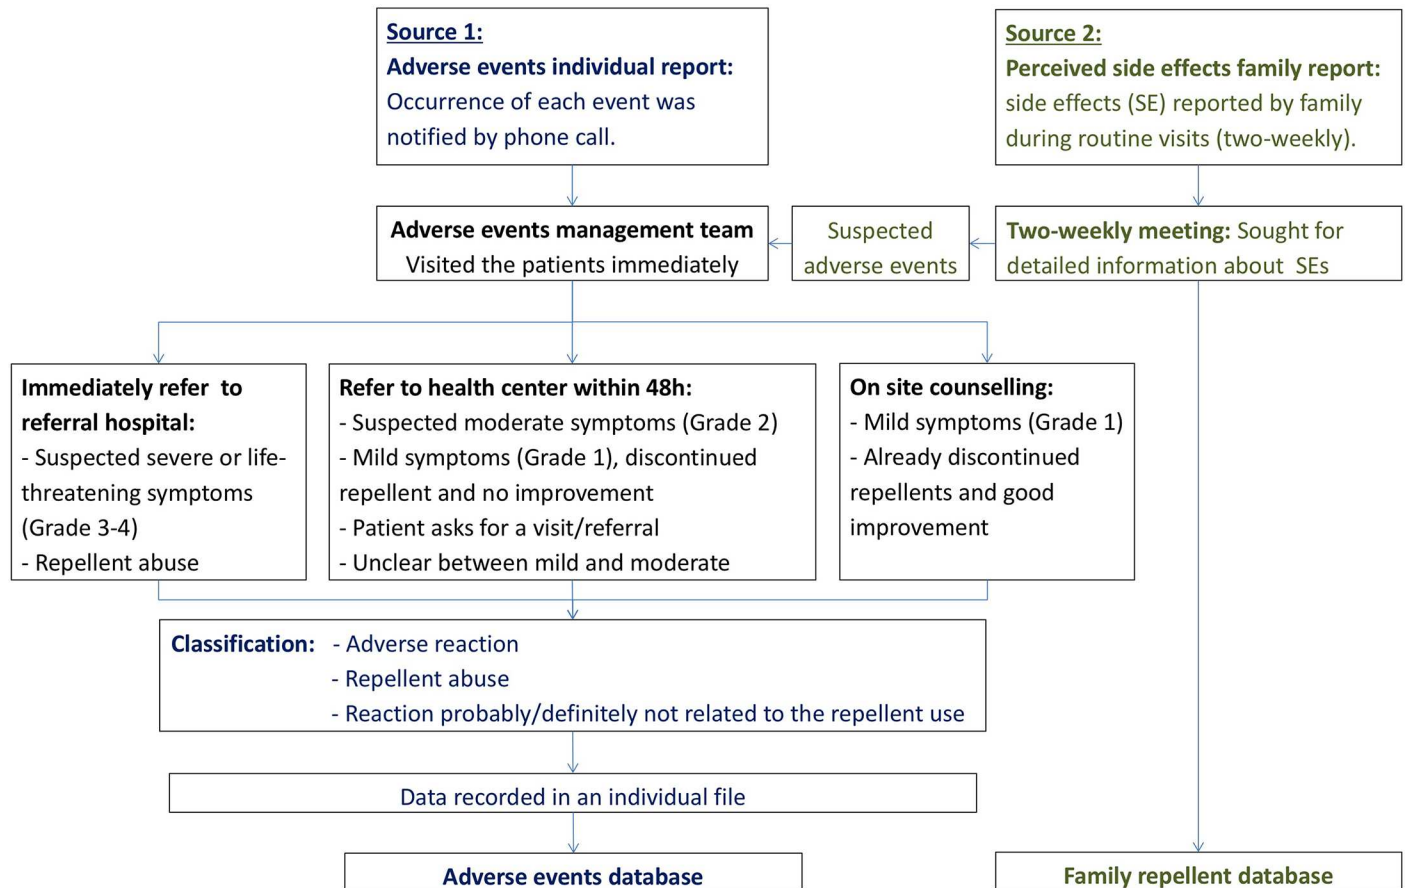 Source 1:
Adverse events individual report:
Occurrence of each event was
notified by phone call.
Source 2:
Perceived side effects family report:
side effects (SE) reported by family
during routine visits (two-weekly).
Adverse events management team
Visited the patients immediately
Suspected
adverse events
Two-weekly meeting: Sought for
detailed information about SEs
Immediately refer to
referral hospital:
- Suspected severe or life-
threatening symptoms
(Grade 3-4)
- Repellent abuse
Refer to health center within 48h:
- Suspected moderate symptoms (Grade 2)
- Mild symptoms (Grade 1), discontinued
repellent and no improvement
- Patient asks for a visit/referral
- Unclear between mild and moderate
On site counselling:
- Mild symptoms (Grade 1)
- Already discontinued
repellents and good
improvement
Classification: - Adverse reaction
- Repellent abuse
- Reaction probably/definitely not related to the repellent use
Data recorded in an individual file
Adverse events database
Family repellent database